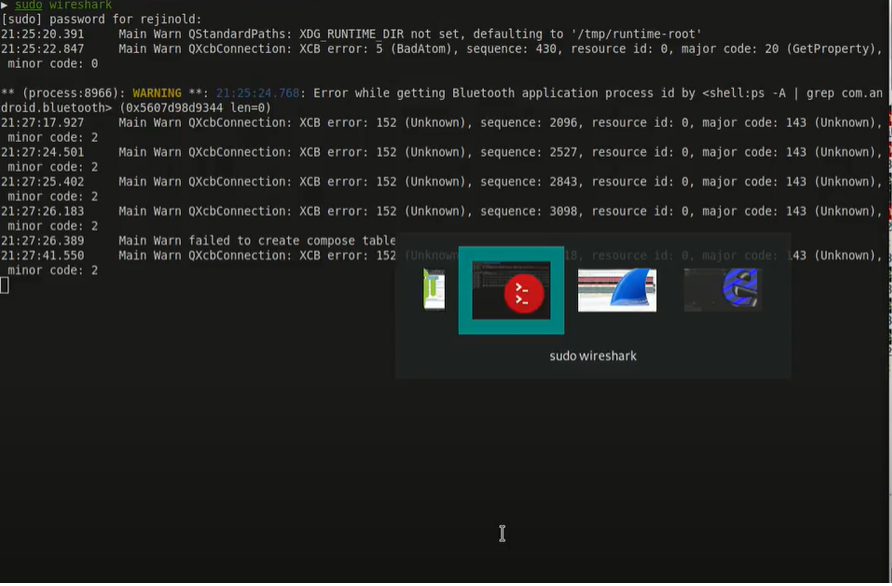 ▶ sudo wireshark
[sudo] password for rejinold:
21:25:20.391 Main Warn QStandardPaths: XDG_RUNTIME_DIR not set, defaulting to '/tmp/runtime-root'
21:25:22.847 Main Warn QXcbConnection: XCB error: 5 (BadAtom), sequence: 430, resource id: 0, major code: 20 (GetProperty),
minor code: 0
** (process:8966): WARNING **: 21:25:24.768: Error while getting Bluetooth application process id by <shell:ps -A | grep com.an
droid.bluetooth> (0x5607d98d9344 len=0)
21:27:17.927 Main Warn QXcbConnection: XCB error: 152 (Unknown), sequence: 2096, resource id: 0, major code: 143 (Unknown),
minor code: 2
21:27:24.501 Main Warn QXcbConnection: XCB error: 152 (Unknown), sequence: 2527, resource id: 0, major code: 143 (Unknown),
minor code: 2
21:27:25.402 Main Warn QXcbConnection: XCB error: 152 (Unknown), sequence: 2843, resource id: 0, major code: 143 (Unknown),
minor code: 2
21:27:26.183 Main Warn QXcbConnection: XCB error: 152 (Unknown), sequence: 3098, resource id: 0, major code: 143 (Unknown),
minor code: 2
21:27:26.389 Main Warn failed to create compose table
21:27:41.550 Main Warn QXcbConnection: XCB error: 152 (Unknown), resource id: 0, major code: 143 (Unknown),
minor code: 2
sudo wireshark